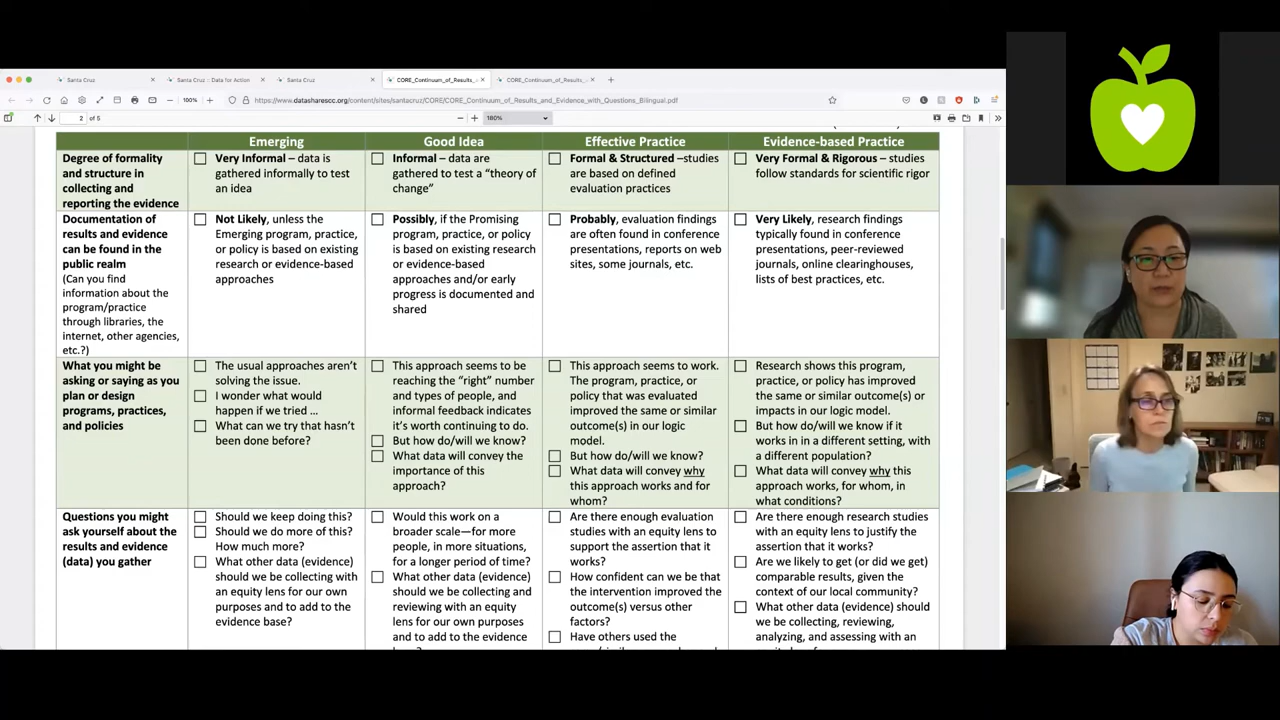 Santa Cruz
Santa Cruz :: Data for Action
Santa Cruz
CORE_Continuum_of_Results_
CORE_Continuum_of_Results_
100%
https://www.datasharescc.org/content/sites/santacruz/CORE/CORE_Continuum_of_Results_and_Evidence_with_Questions_Bilingual.pdf
2 of 5
180%
Emerging
Good Idea
Effective Practice
Evidence-based Practice
Degree of formality
and structure in
collecting and
reporting the evidence
Very Informal – data is
gathered informally to test
an idea
Informal – data are
gathered to test a “theory of
change”
Formal & Structured –studies
are based on defined
evaluation practices
Very Formal & Rigorous – studies
follow standards for scientific rigor
Documentation of
results and evidence
can be found in the
public realm
(Can you find
information about the
program/practice
through libraries, the
internet, other agencies,
etc.?)
Not Likely, unless the
Emerging program, practice,
or policy is based on existing
research or evidence-based
approaches
Possibly, if the Promising
program, practice, or policy
is based on existing research
or evidence-based
approaches and/or early
progress is documented and
shared
Probably, evaluation findings
are often found in conference
presentations, reports on web
sites, some journals, etc.
Very Likely, research findings
typically found in conference
presentations, peer-reviewed
journals, online clearinghouses,
lists of best practices, etc.
What you might be
asking or saying as you
plan or design
programs, practices,
and policies
The usual approaches aren’t
solving the issue.
I wonder what would
happen if we tried …
What can we try that hasn’t
been done before?
This approach seems to be
reaching the “right” number
and types of people, and
informal feedback indicates
it’s worth continuing to do.
But how do/will we know?
What data will convey the
importance of this
approach?
This approach seems to work.
The program, practice, or
policy that was evaluated
improved the same or similar
outcome(s) in our logic
model.
But how do/will we know?
What data will convey why
this approach works and for
whom?
Research shows this program,
practice, or policy has improved
the same or similar outcome(s) or
impacts in our logic model.
But how do/will we know if it
works in in a different setting, with
a different population?
What data will convey why this
approach works, for whom, in
what conditions?
Questions you might
ask yourself about the
results and evidence
(data) you gather
Should we keep doing this?
Should we do more of this?
How much more?
What other data (evidence)
should we be collecting with
an equity lens for our own
purposes and to add to the
evidence base?
Would this work on a
broader scale—for more
people, in more situations,
for a longer period of time?
What other data (evidence)
should we be collecting and
reviewing with an equity
lens for our own purposes
and to add to the evidence
Are there enough evaluation
studies with an equity lens to
support the assertion that it
works?
How confident can we be that
the intervention improved the
outcome(s) versus other
factors?
Have others used the
Are there enough research studies
with an equity lens to justify the
assertion that it works?
Are we likely to get (or did we get)
comparable results, given the
context of our local community?
What other data (evidence) should
we be collecting, reviewing,
analyzing, and assessing with an